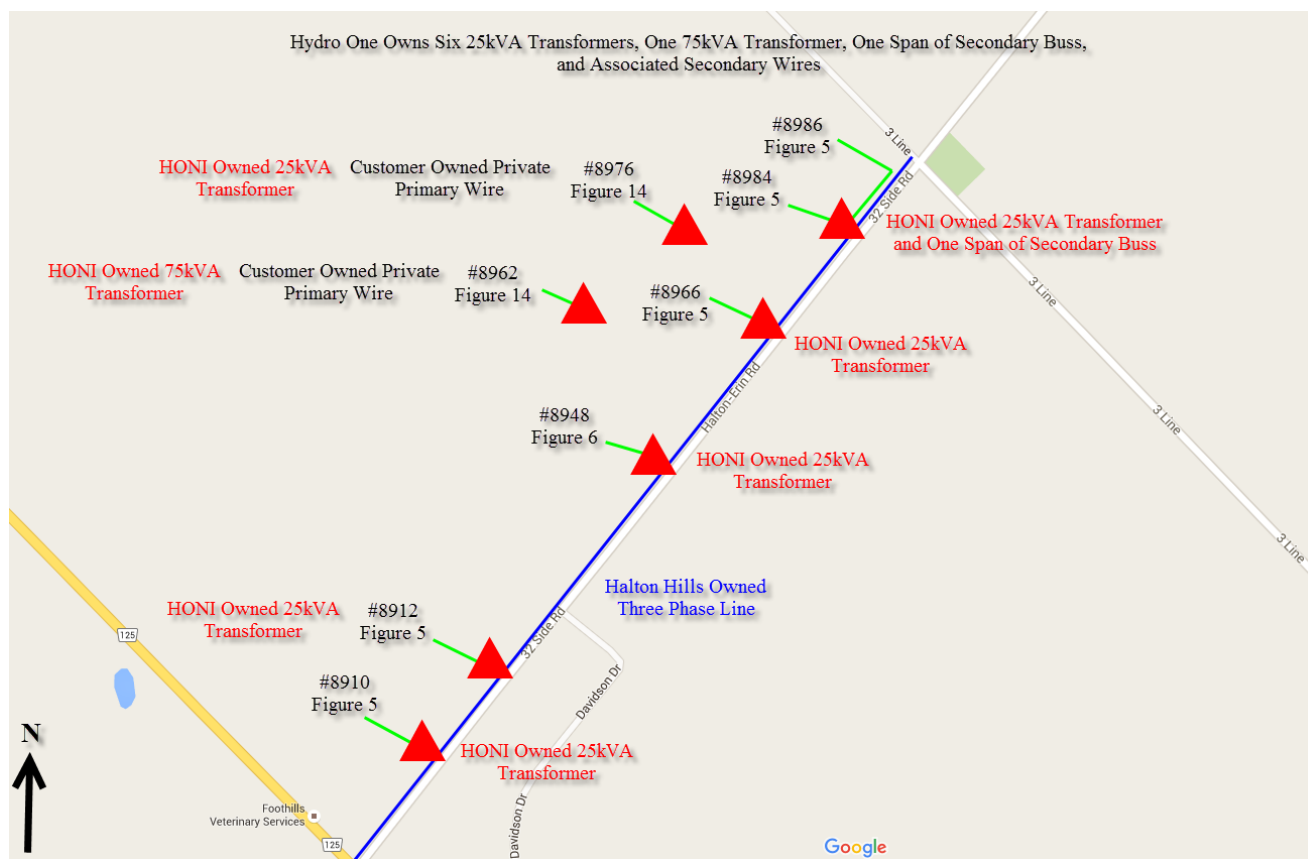 Hydro One Owns Six 25kVA Transformers, One 75kVA Transformer, One Span of Secondary Buss,
and Associated Secondary Wires
#8986
Figure 5
3 Line
HONI Owned 25kVA
Transformer
Customer Owned Private
Primary Wire
#8976
Figure 14
#8984
Figure 5
32 Side Rd
HONI Owned 25kVA Transformer
and One Span of Secondary Buss
HONI Owned 75kVA
Transformer
Customer Owned Private
Primary Wire
#8962
Figure 14
#8966
Figure 5
3 Line
HONI Owned 25kVA
Transformer
Halton-Erin Rd
#8948
Figure 6
HONI Owned 25kVA
Transformer
3 Line
3 Line
Halton Hills Owned
Three Phase Line
HONI Owned 25kVA
Transformer
#8912
Figure 5
32 Side Rd
125
#8910
Figure 5
Davidson Dr
HONI Owned 25kVA
Transformer
N
Foothills
Veterinary Services
125
Davidson Dr
Google